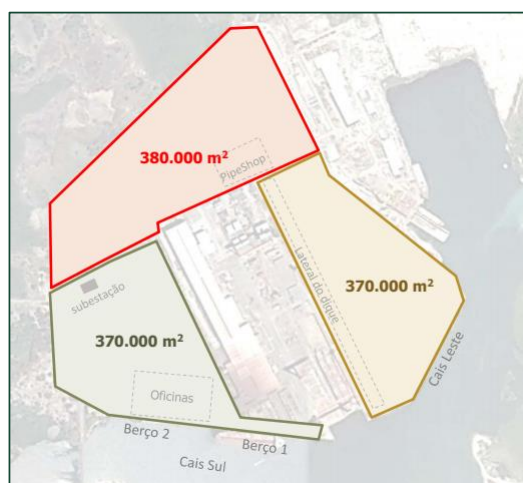 380.000 m²
PipeShop
Lateral do dique
370.000 m²
subestação
370.000 m²
Cais Leste
Oficinas
Berço 2
Berço 1
Cais Sul